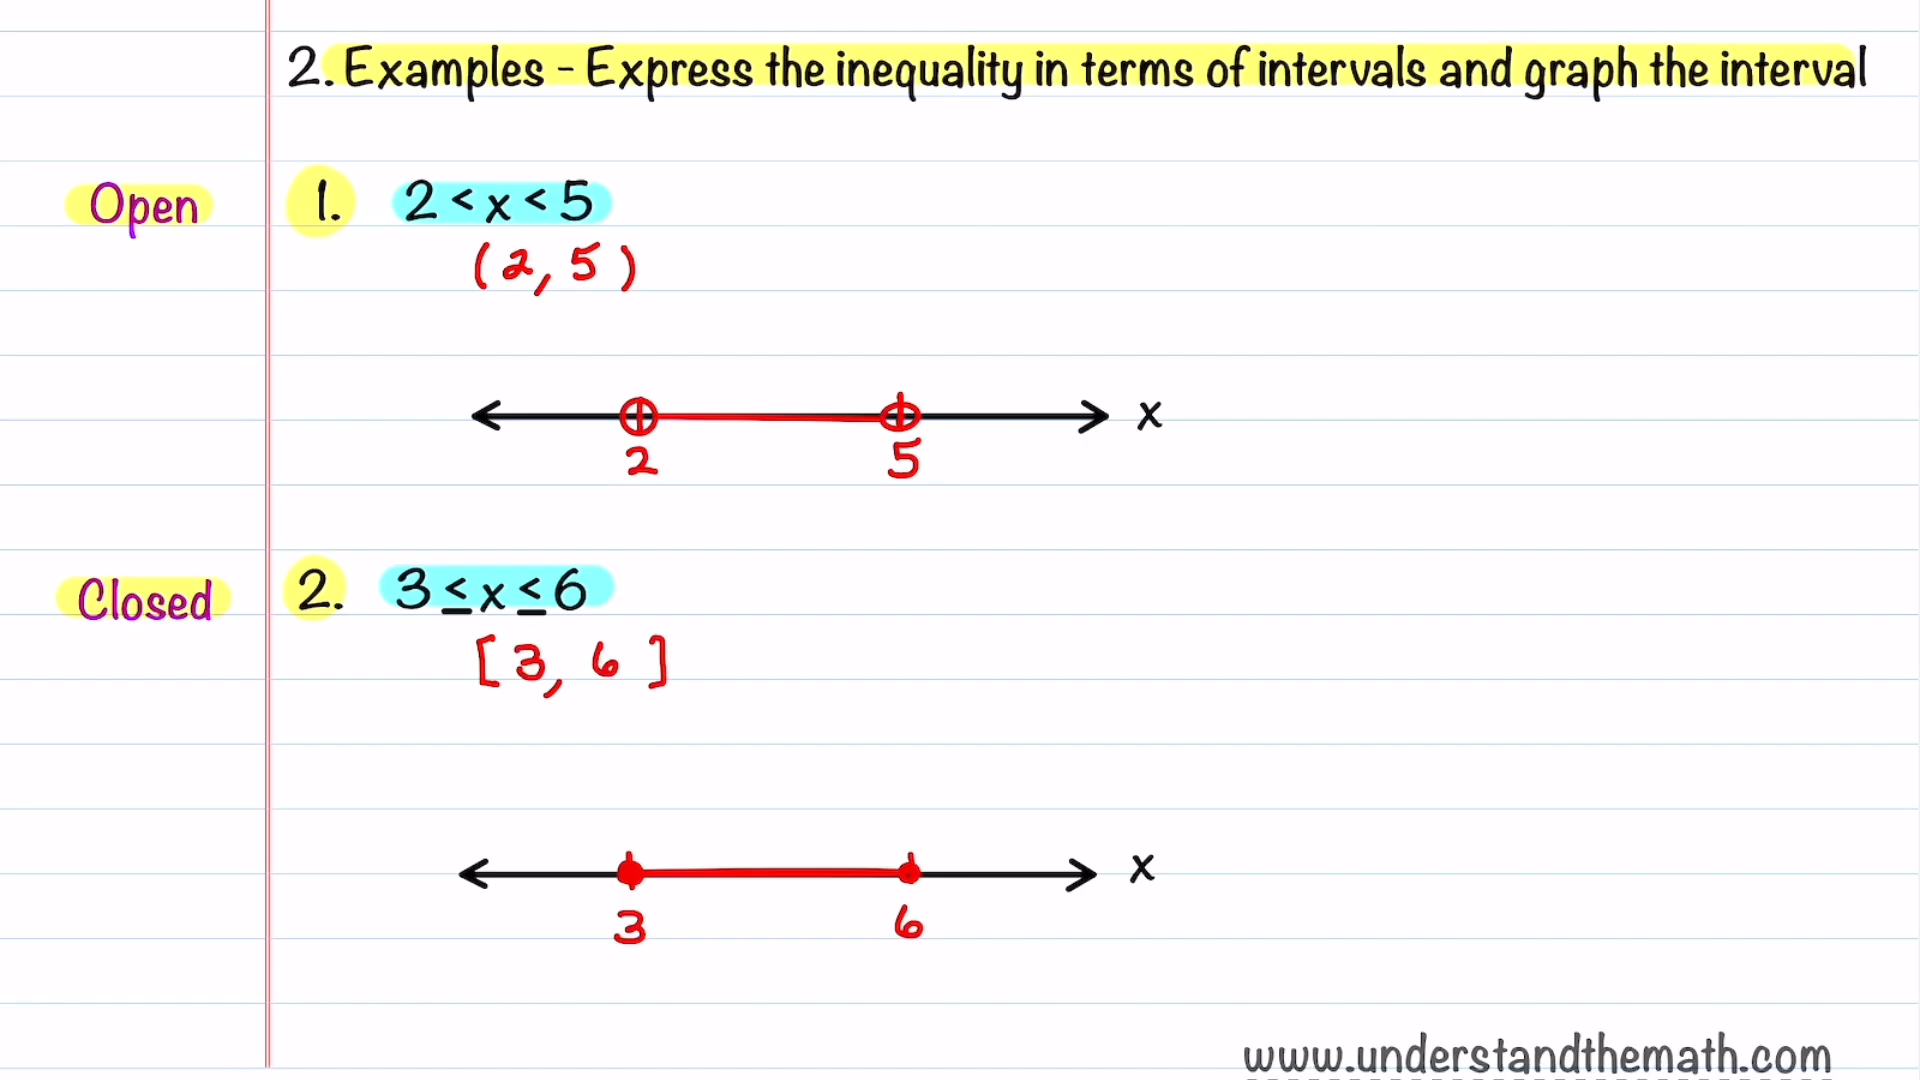 2. Examples - Express the inequality in terms of intervals and graph the interval
Open
1. 2 < x < 5
(2, 5)
x
2 5
Closed
2. 3 ≤ x ≤ 6
[3, 6]
x
3 6
www.understandthemath.com